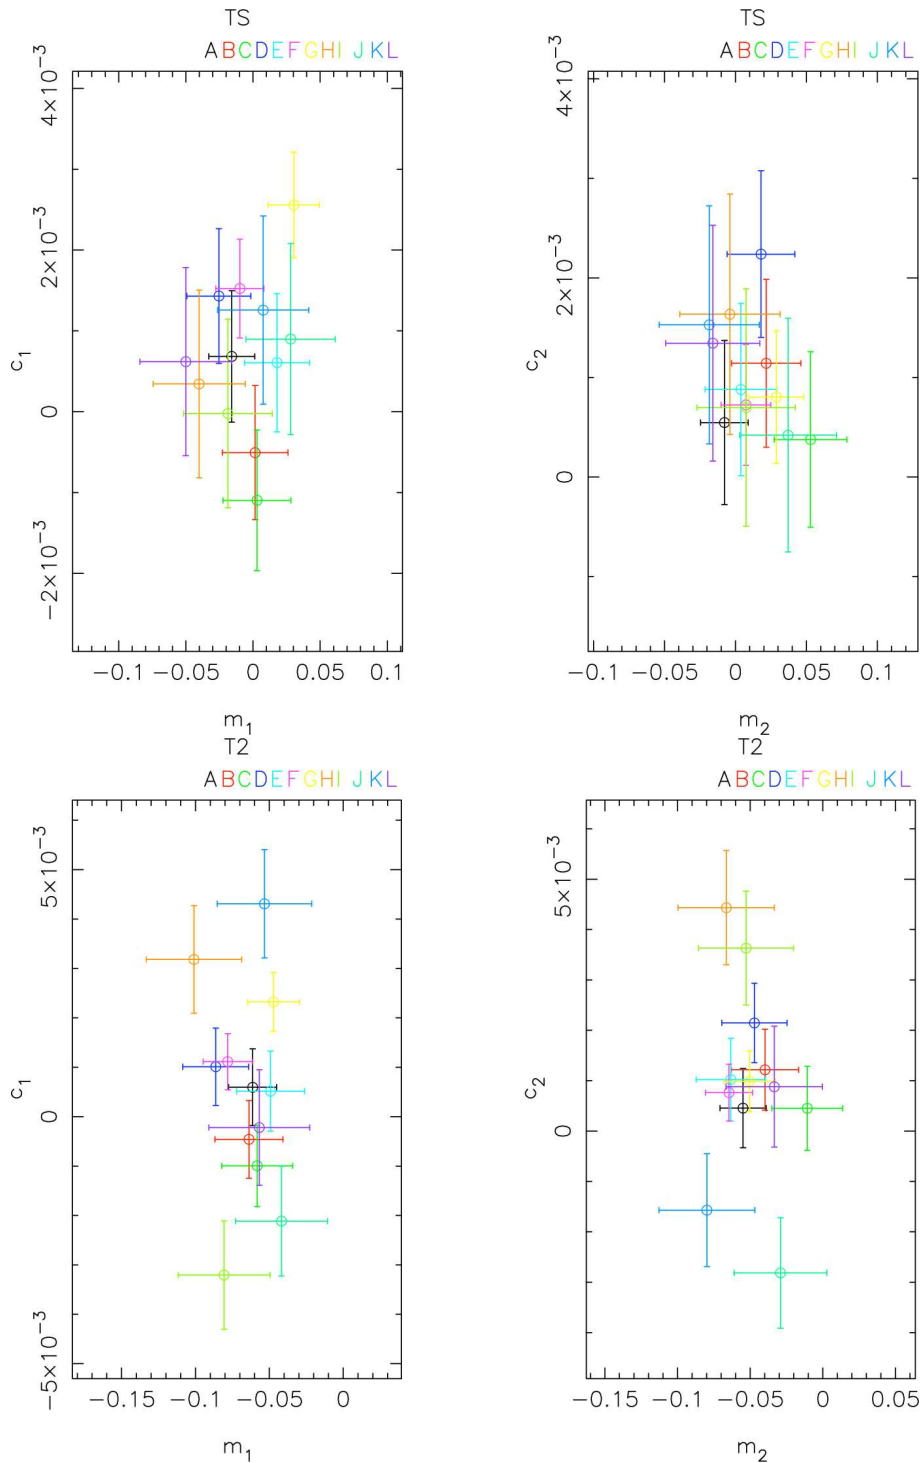 TS
ABCDEFGHI JKL
4×10⁻³
2×10⁻³
0
−2×10⁻³
c₁
−0.1 −0.05 0 0.05 0.1
m₁
TS
ABCDEFGHI JKL
4×10⁻³
2×10⁻³
0
c₂
−0.1 −0.05 0 0.05 0.1
m₂
T2
ABCDEFGHI JKL
5×10⁻³
0
−5×10⁻³
c₁
−0.15 −0.1 −0.05 0
m₁
T2
ABCDEFGHI JKL
5×10⁻³
0
c₂
−0.15 −0.1 −0.05 0 0.05
m₂